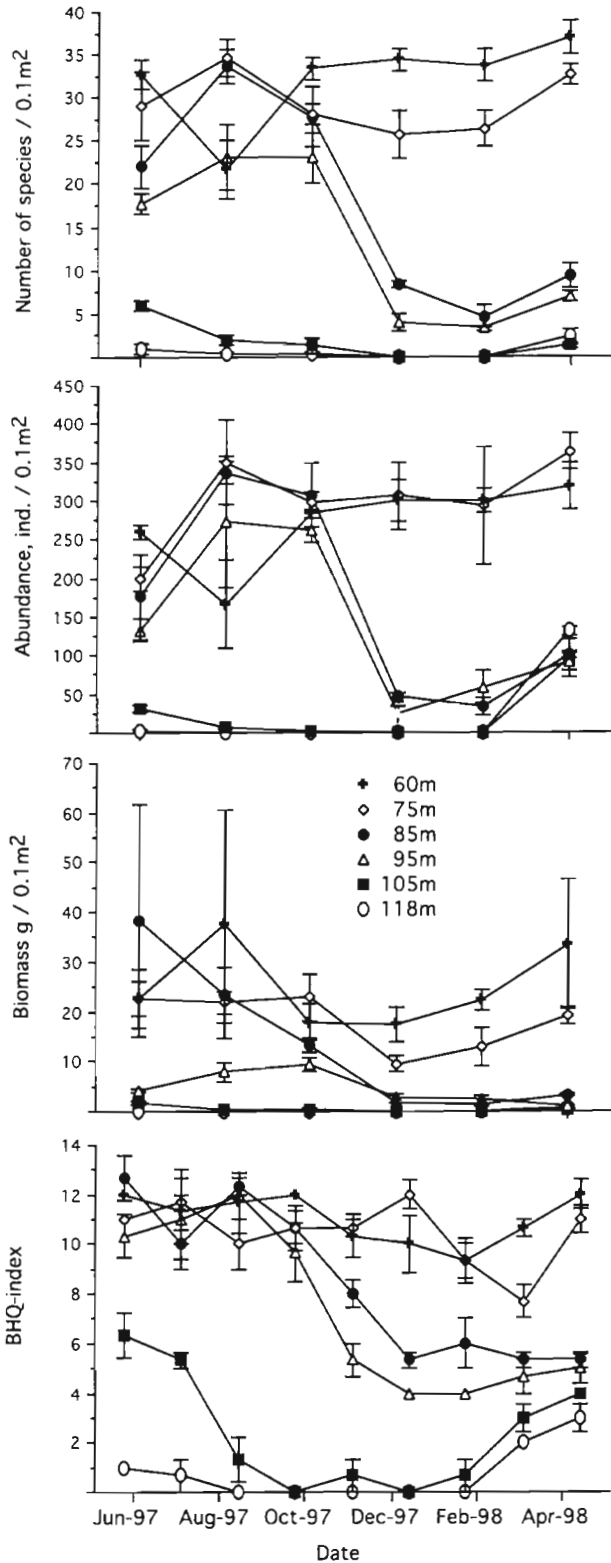 40
35
30
25
20
15
10
5
Number of species / 0.1m2
450
400
350
300
250
200
150
100
50
Abundance, ind. / 0.1m2
70
60
50
40
30
20
10
Biomass g / 0.1m2
60m
75m
85m
95m
105m
118m
14
12
10
8
6
4
2
BHQ-index
Jun-97 Aug-97 Oct-97 Dec-97 Feb-98 Apr-98
Date